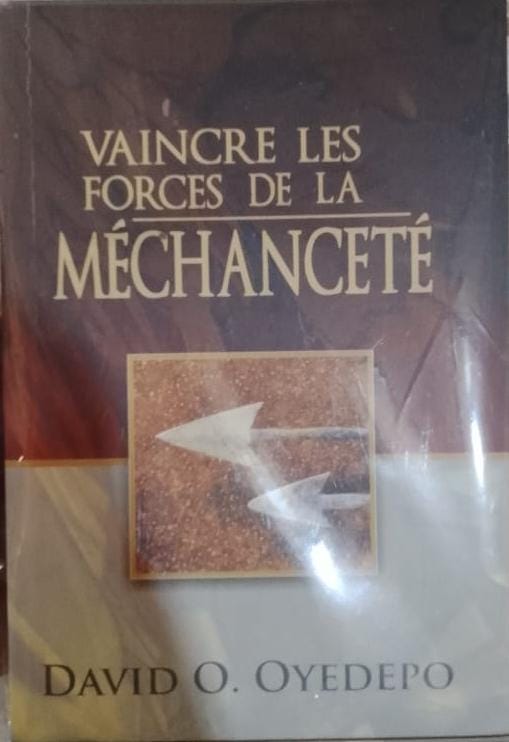 VAINCRE LES
FORCES DE LA
MÉCHANCETÉ
DAVID O. OYEDEPO